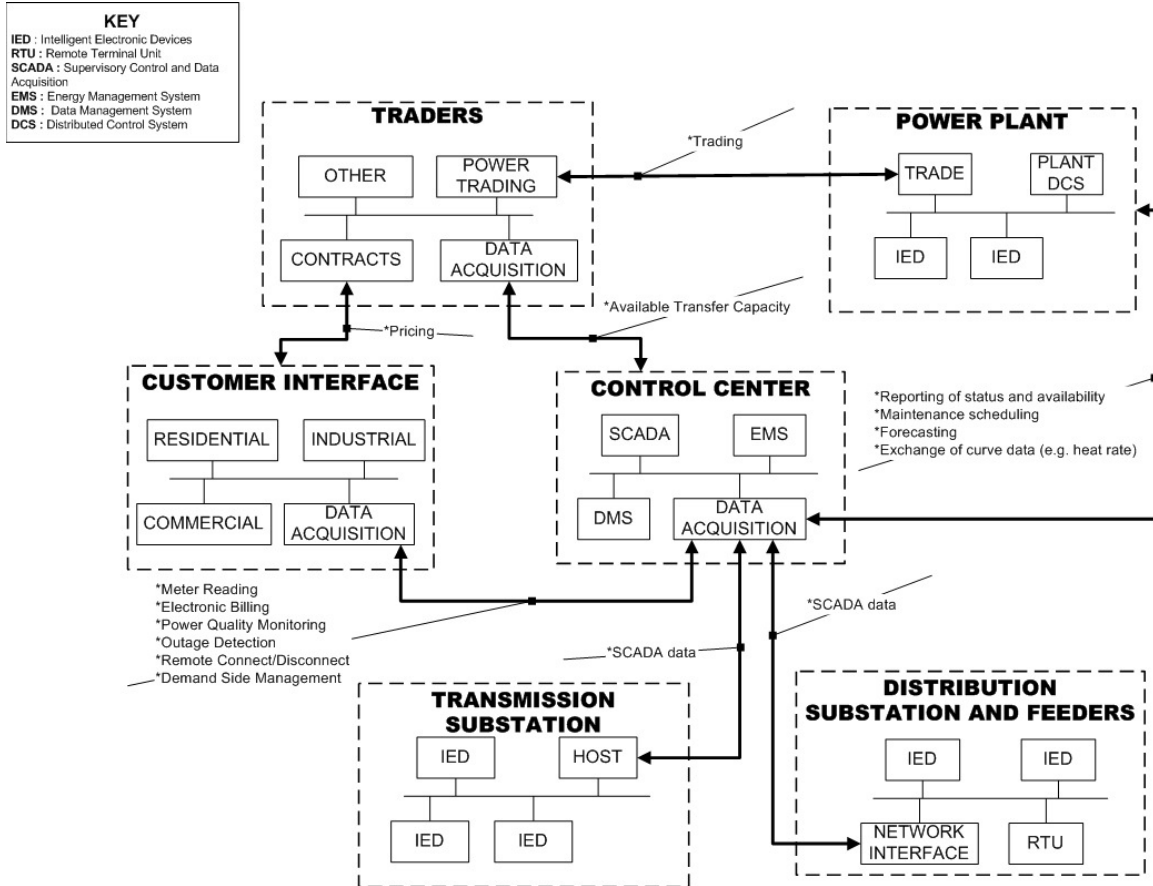 KEY
IED : Intelligent Electronic Devices
RTU : Remote Terminal Unit
SCADA : Supervisory Control and Data
Acquisition
EMS : Energy Management System
DMS : Data Management System
DCS : Distributed Control System
TRADERS
OTHER
POWER
TRADING
CONTRACTS
DATA
ACQUISITION
*Trading
POWER PLANT
TRADE
PLANT
DCS
IED
IED
*Pricing
*Available Transfer Capacity
CUSTOMER INTERFACE
RESIDENTIAL
INDUSTRIAL
COMMERCIAL
DATA
ACQUISITION
CONTROL CENTER
SCADA
EMS
DMS
DATA
ACQUISITION
*Reporting of status and availability
*Maintenance scheduling
*Forecasting
*Exchange of curve data (e.g. heat rate)
*Meter Reading
*Electronic Billing
*Power Quality Monitoring
*Outage Detection
*Remote Connect/Disconnect
*Demand Side Management
*SCADA data
*SCADA data
TRANSMISSION
SUBSTATION
IED
HOST
IED
IED
DISTRIBUTION
SUBSTATION AND FEEDERS
IED
IED
NETWORK
INTERFACE
RTU